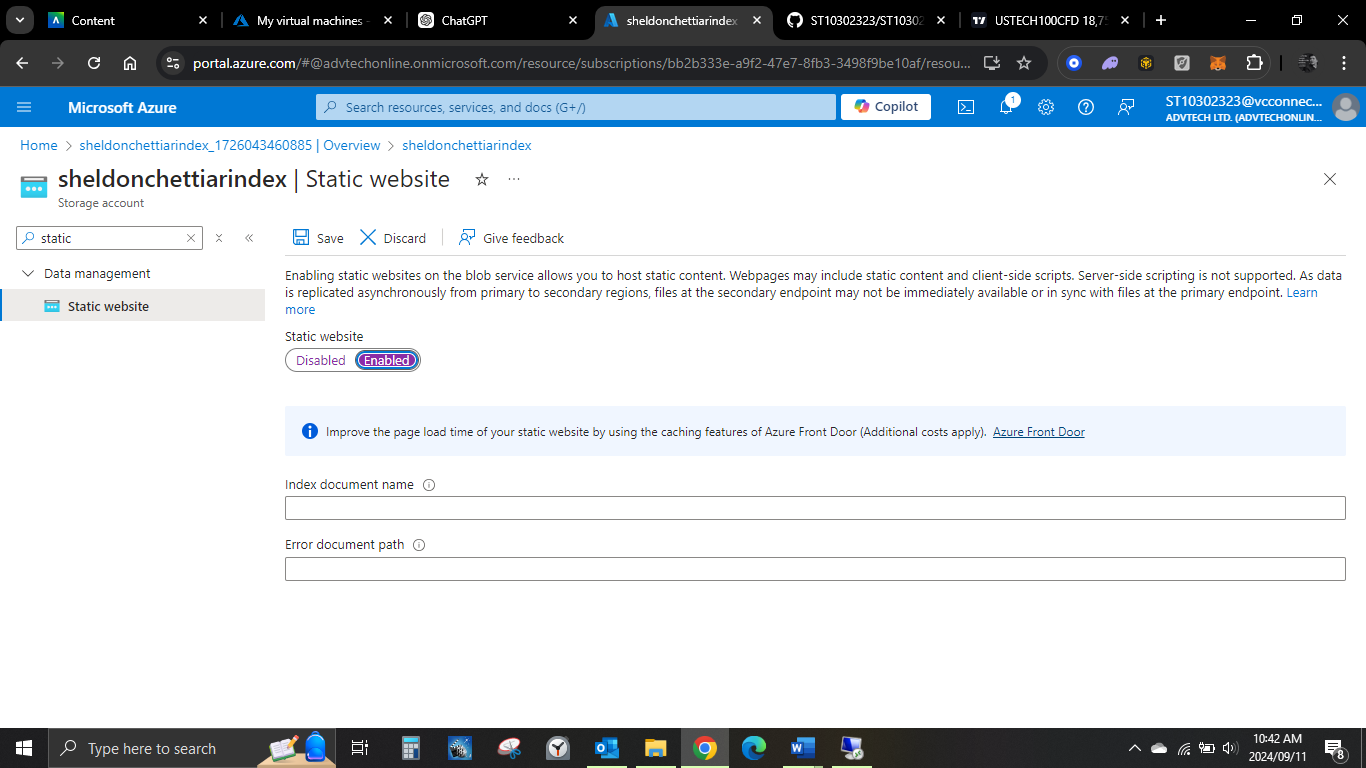 Content
My virtual machines -
ChatGPT
sheldonchettiarindex
ST10302323/ST10302
USTECH100CFD 18,75
portal.azure.com/#@advtechonline.onmicrosoft.com/resource/subscriptions/bb2b333e-a9f2-47e7-8fb3-3498f9be10af/resou...
Microsoft Azure
Search resources, services, and docs (G+/)
Copilot
1
ST10302323@vcconnec...
ADVTECH LTD. (ADVTECHONLIN...
Home > sheldonchettiarindex_1726043460885 | Overview > sheldonchettiarindex
sheldonchettiarindex | Static website
Storage account
static
Save
Discard
Give feedback
Data management
Static website
Enabling static websites on the blob service allows you to host static content. Webpages may include static content and client-side scripts. Server-side scripting is not supported. As data
is replicated asynchronously from primary to secondary regions, files at the secondary endpoint may not be immediately available or in sync with files at the primary endpoint. Learn
more
Static website
Disabled Enabled
Improve the page load time of your static website by using the caching features of Azure Front Door (Additional costs apply). Azure Front Door
Index document name
Error document path
Type here to search
10:42 AM
2024/09/11
8